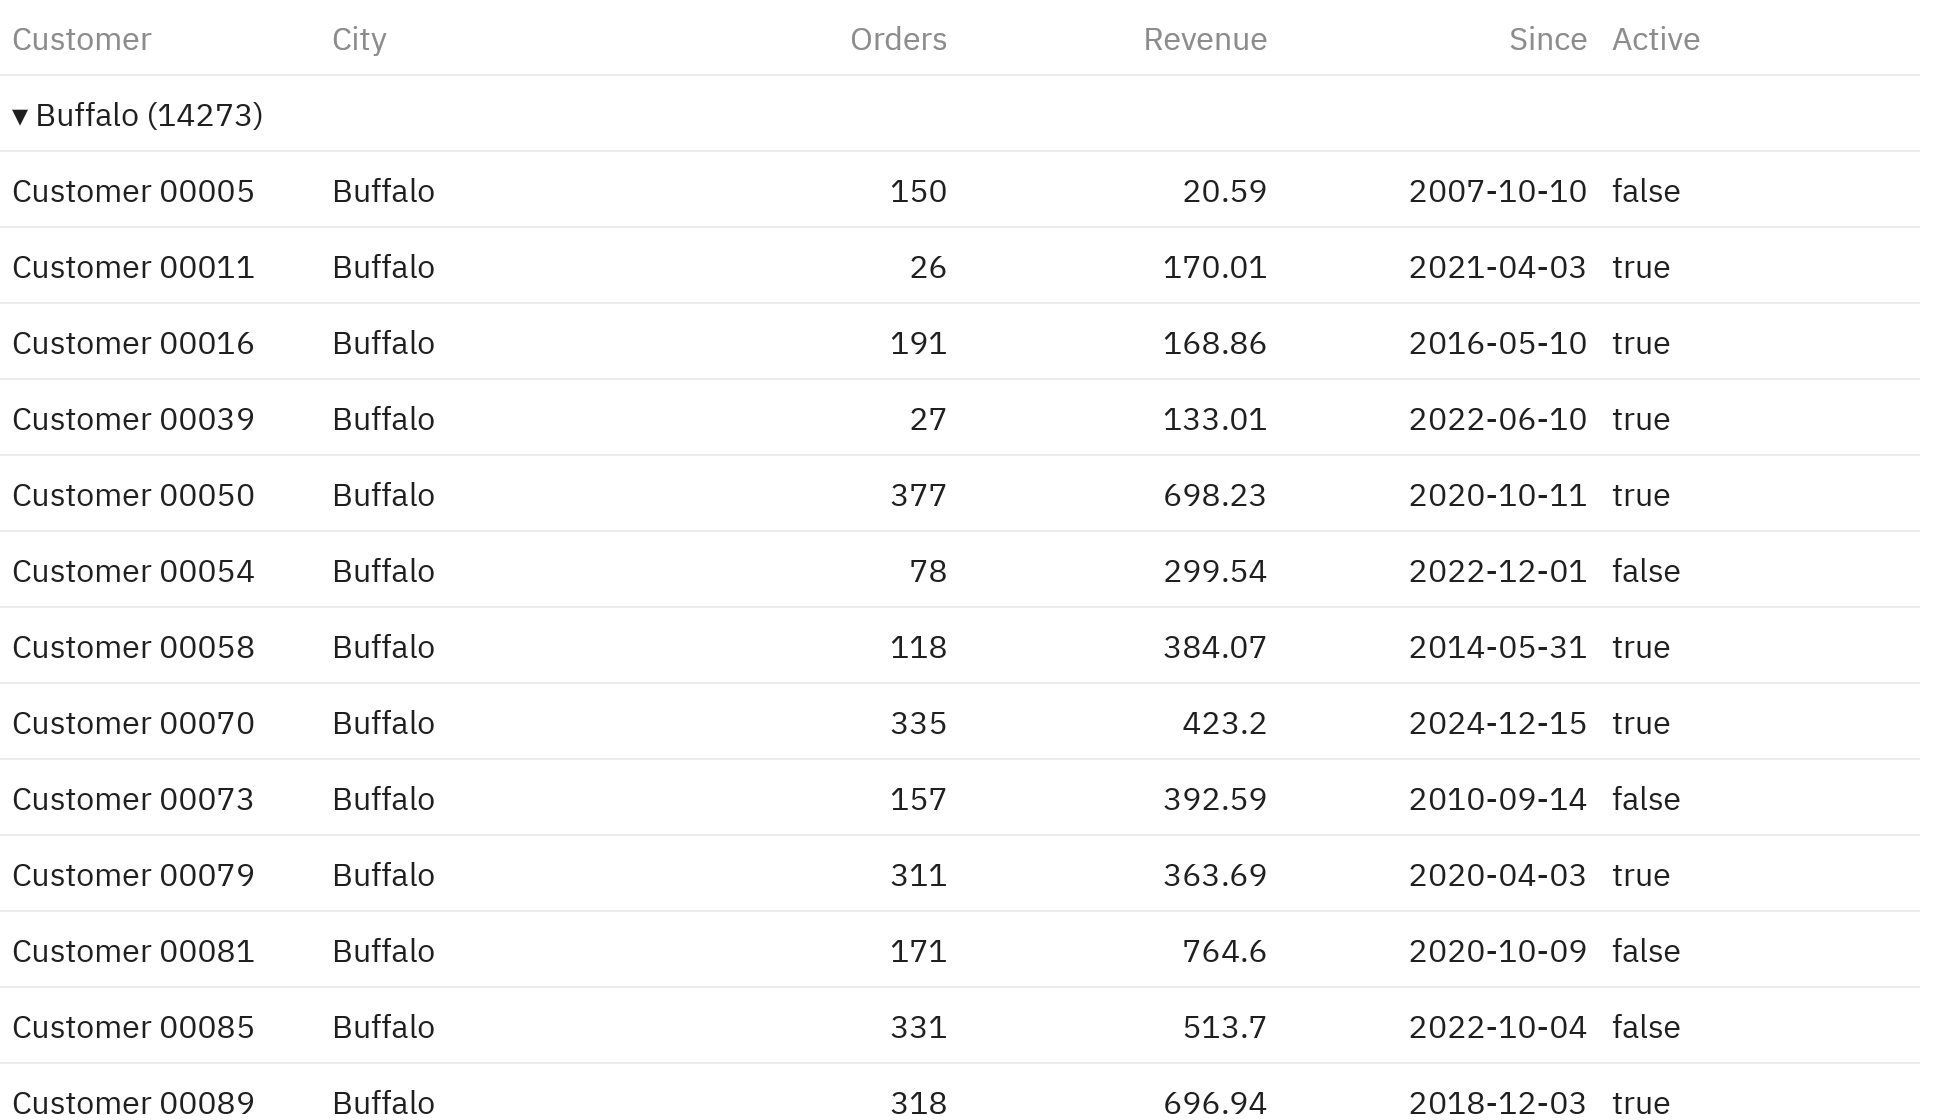 Customer City Orders Revenue Since Active
▾ Buffalo (14273)
Customer 00005 Buffalo 150 20.59 2007-10-10 false
Customer 00011 Buffalo 26 170.01 2021-04-03 true
Customer 00016 Buffalo 191 168.86 2016-05-10 true
Customer 00039 Buffalo 27 133.01 2022-06-10 true
Customer 00050 Buffalo 377 698.23 2020-10-11 true
Customer 00054 Buffalo 78 299.54 2022-12-01 false
Customer 00058 Buffalo 118 384.07 2014-05-31 true
Customer 00070 Buffalo 335 423.2 2024-12-15 true
Customer 00073 Buffalo 157 392.59 2010-09-14 false
Customer 00079 Buffalo 311 363.69 2020-04-03 true
Customer 00081 Buffalo 171 764.6 2020-10-09 false
Customer 00085 Buffalo 331 513.7 2022-10-04 false
Customer 00089 Buffalo 318 696.94 2018-12-03 true